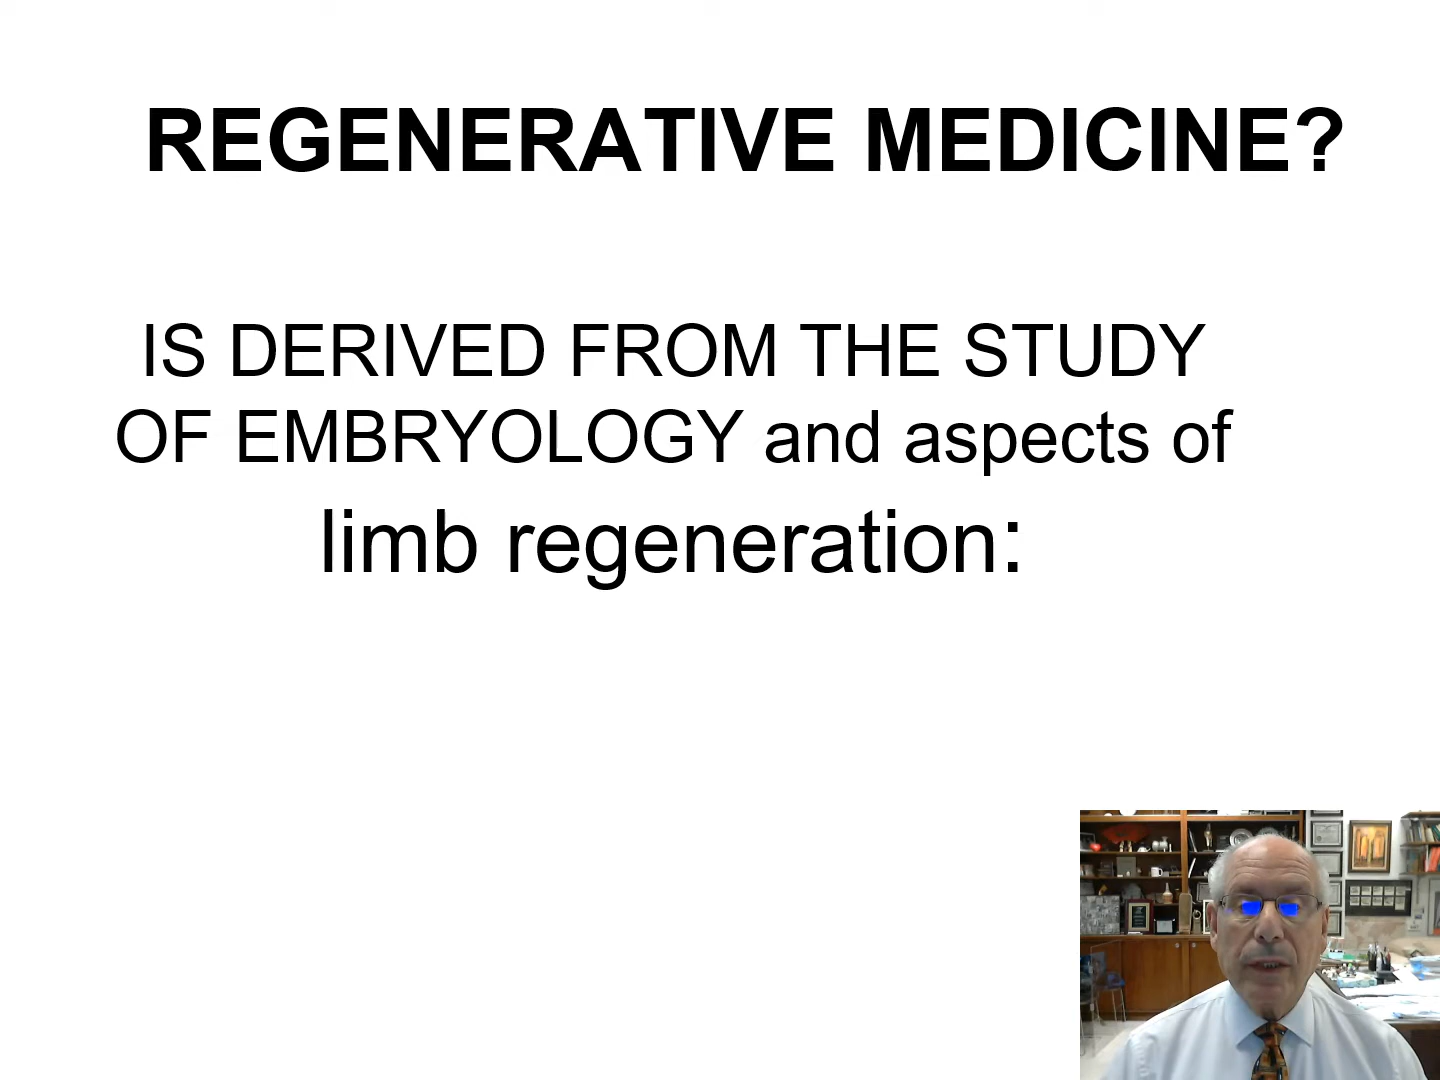 REGENERATIVE MEDICINE?
IS DERIVED FROM THE STUDY
OF EMBRYOLOGY and aspects of
limb regeneration: